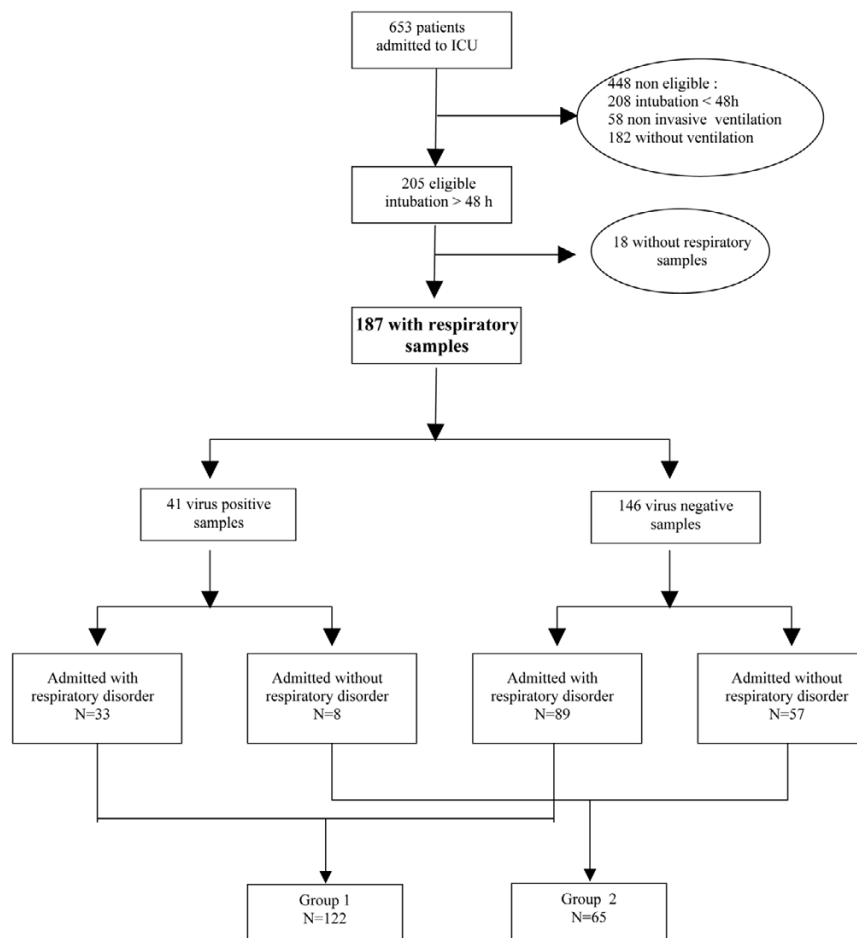 653 patients
admitted to ICU
448 non eligible :
208 intubation < 48h
58 non invasive ventilation
182 without ventilation
205 eligible
intubation > 48 h
18 without respiratory
samples
187 with respiratory
samples
41 virus positive
samples
146 virus negative
samples
Admitted with
respiratory disorder
N=33
Admitted without
respiratory disorder
N=8
Admitted with
respiratory disorder
N=89
Admitted without
respiratory disorder
N=57
Group 1
N=122
Group 2
N=65